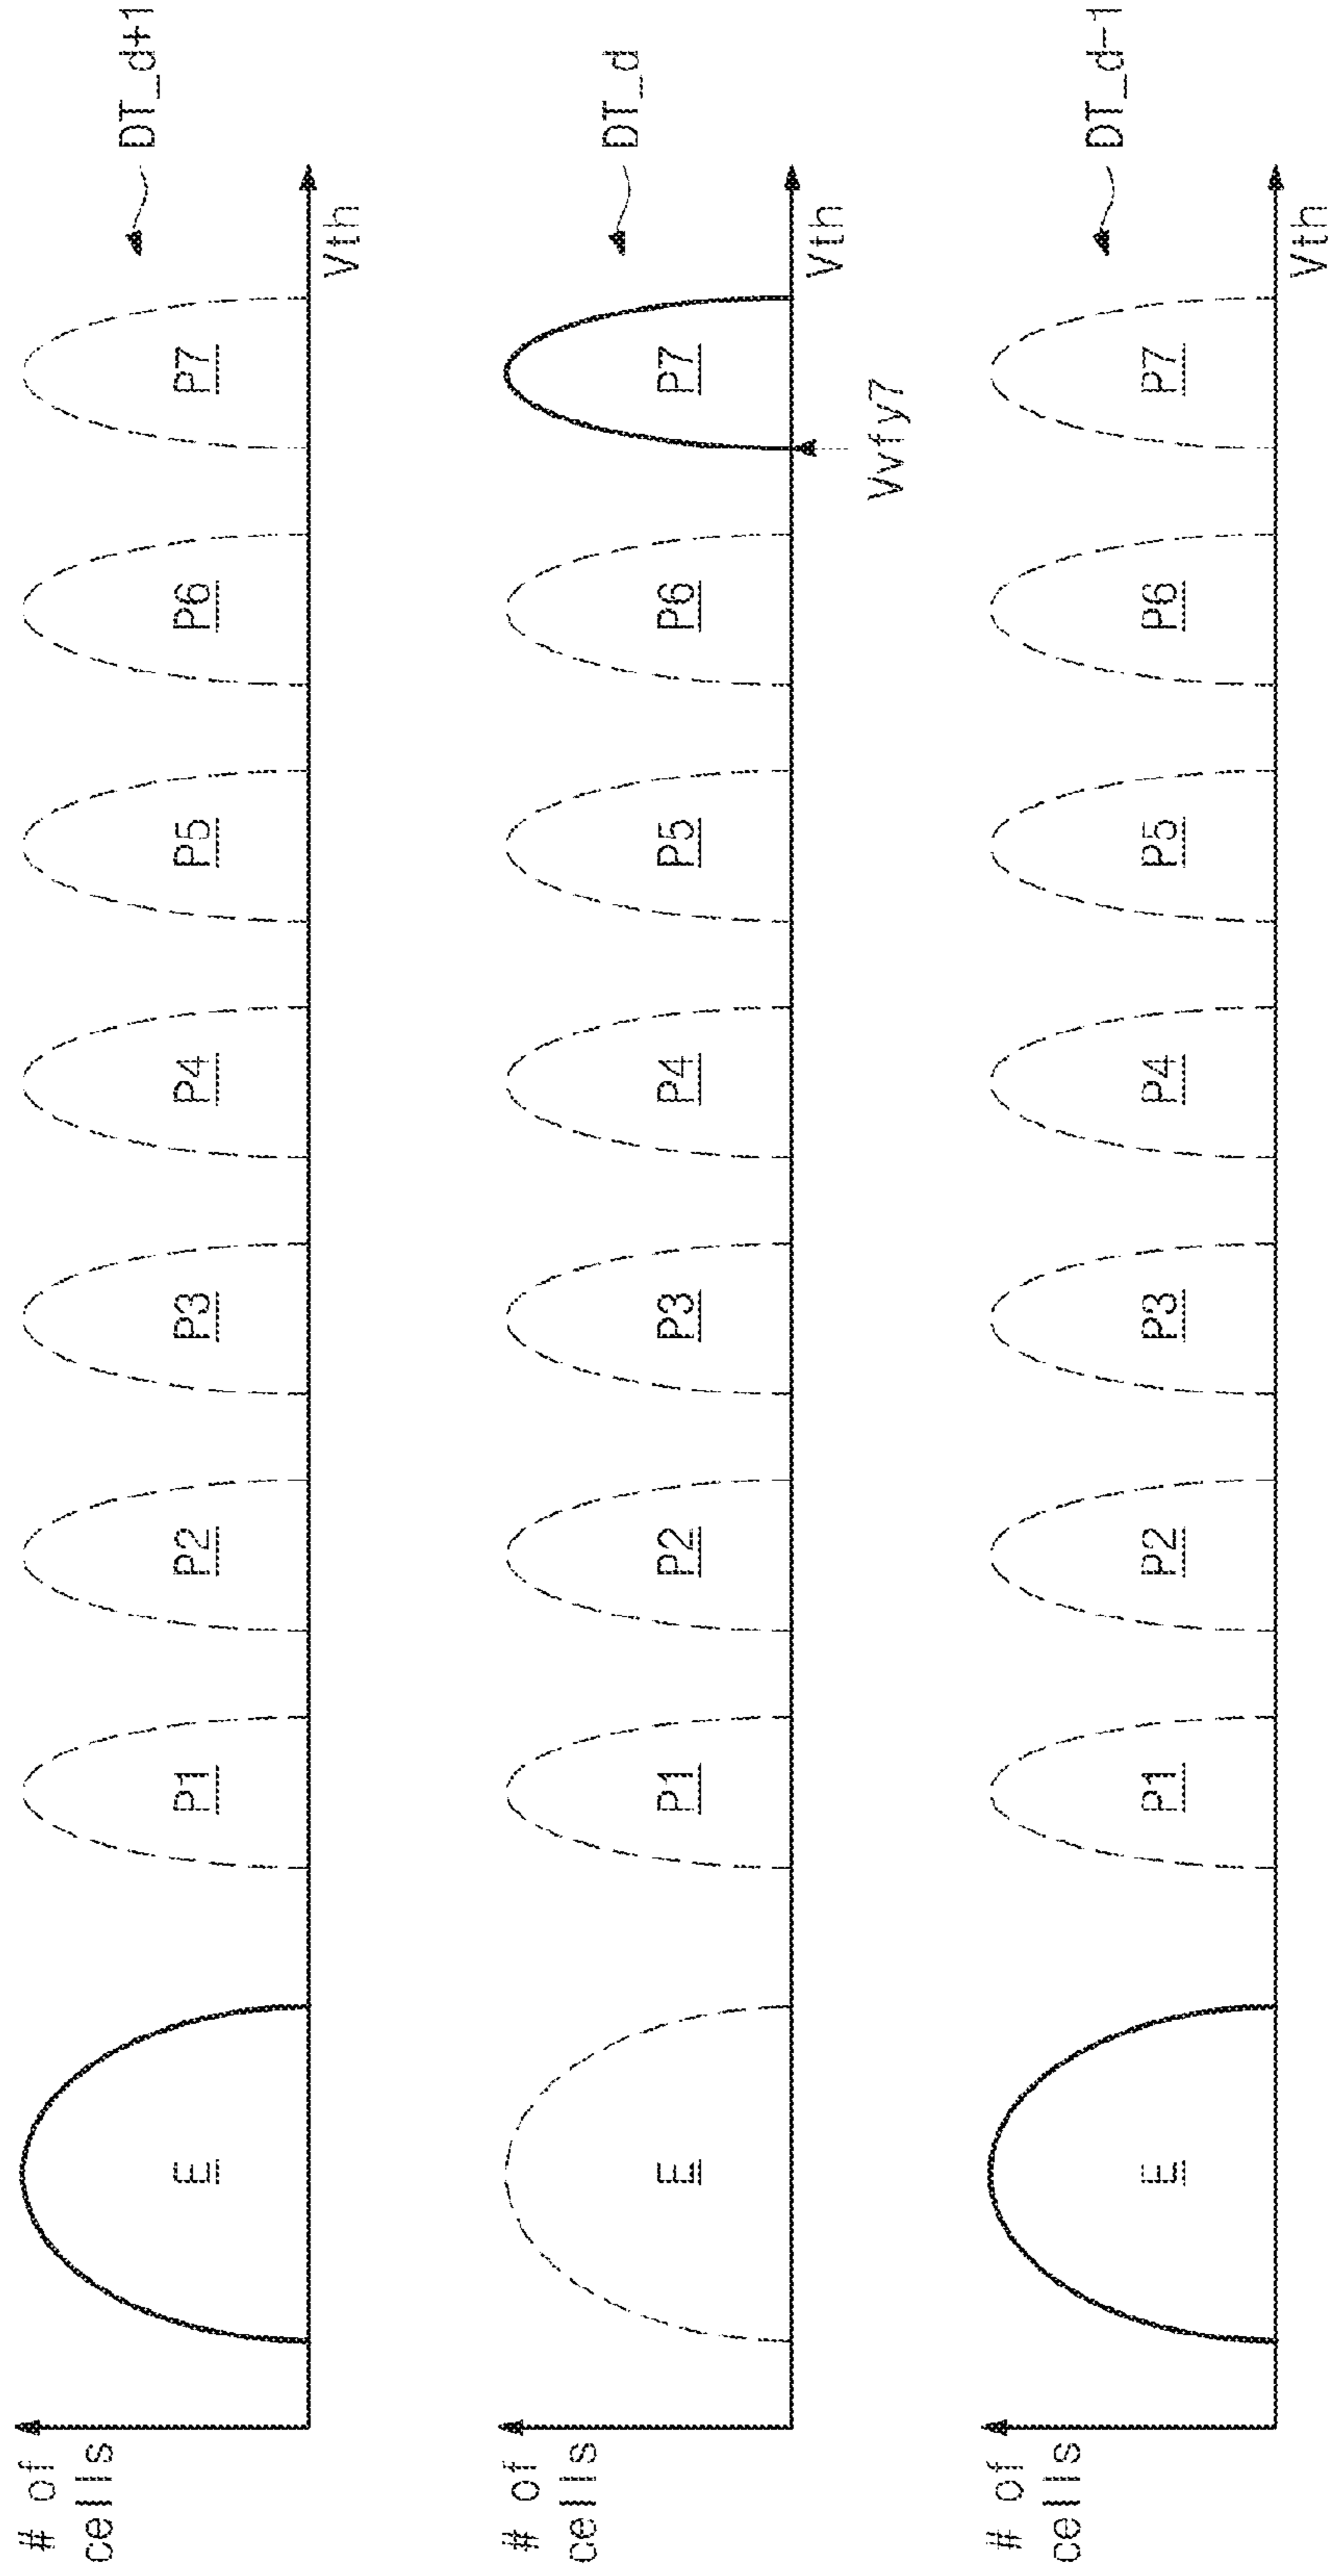 # of
cells
E
P1
P2
P3
P4
P5
P6
P7
Vth
DT_d+1
# of
cells
E
P1
P2
P3
P4
P5
P6
P7
Vth
DT_d
Vvfy7
# of
cells
E
P1
P2
P3
P4
P5
P6
P7
Vth
DT_d-1